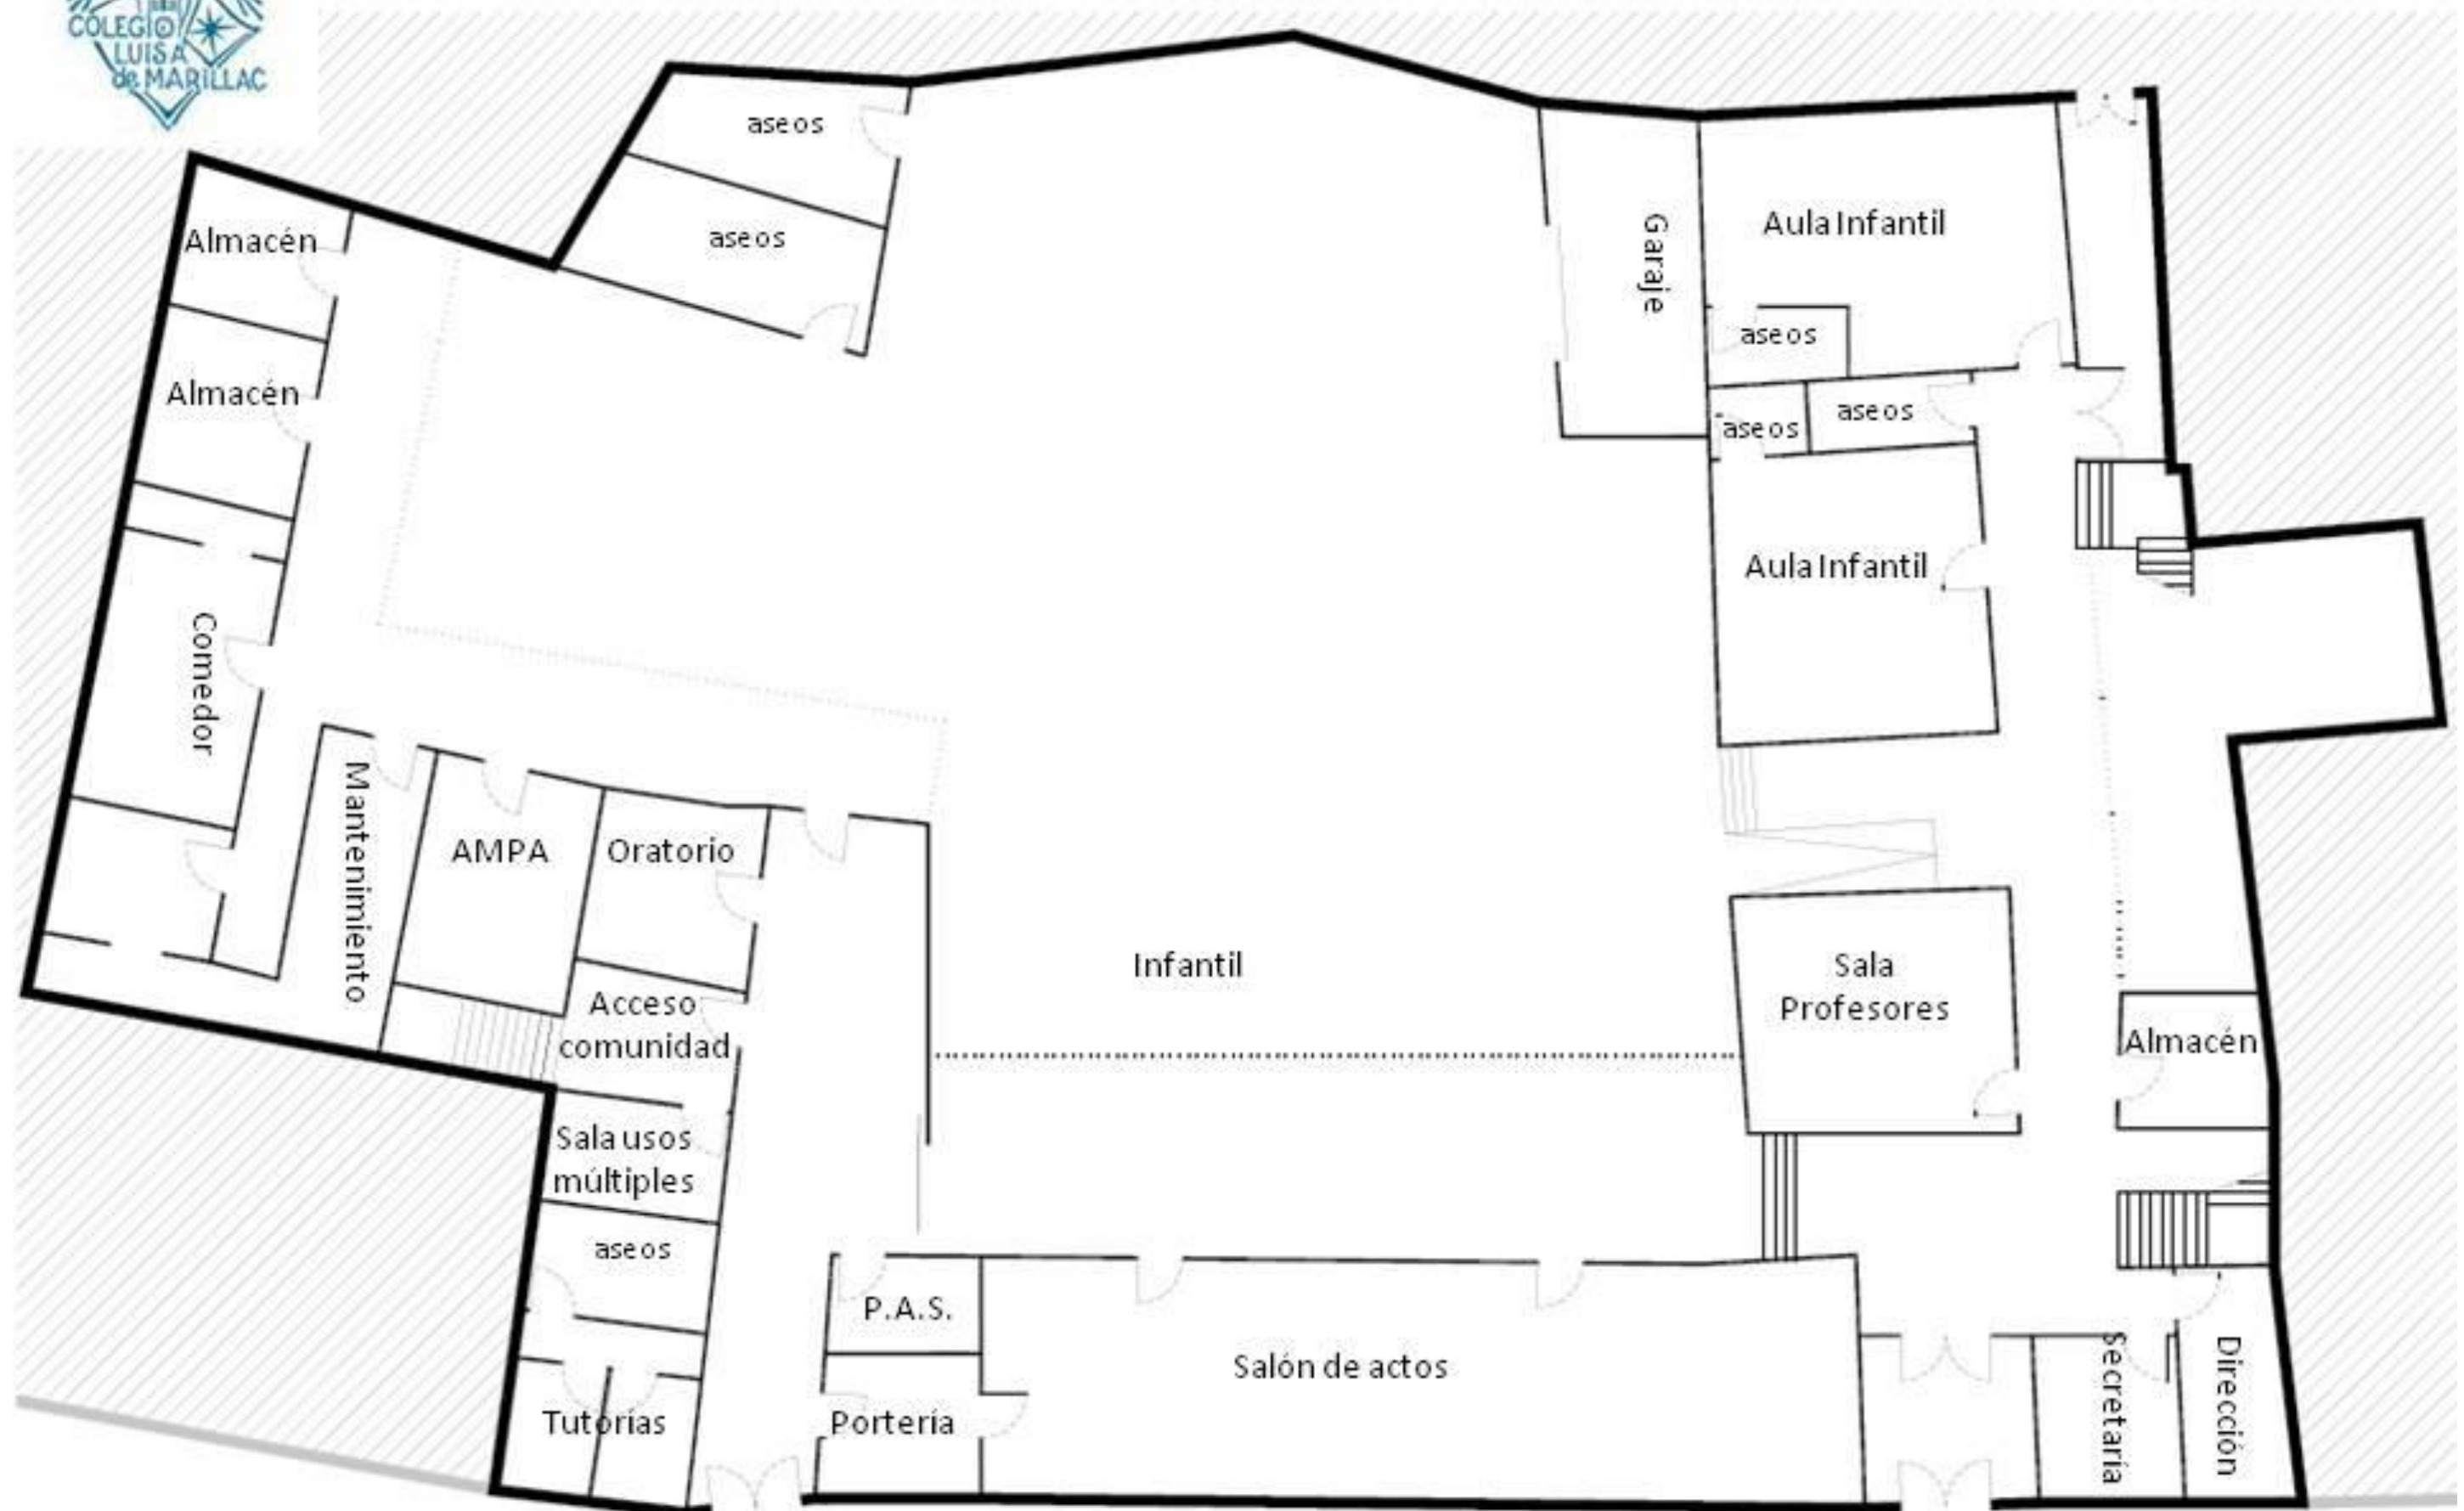 COLEGIO
LUISA
de MARILLAC
aseos
aseos
Almacén
Almacén
Garaje
Aula Infantil
aseos
aseos
aseos
Aula Infantil
Comedor
Mantenimiento
AMPA
Oratorio
Acceso
comunidad
Infantil
Sala
Profesores
Almacén
Sala usos
múltiples
aseos
P.A.S.
Salón de actos
Tutorías
Portería
Secretaría
Dirección